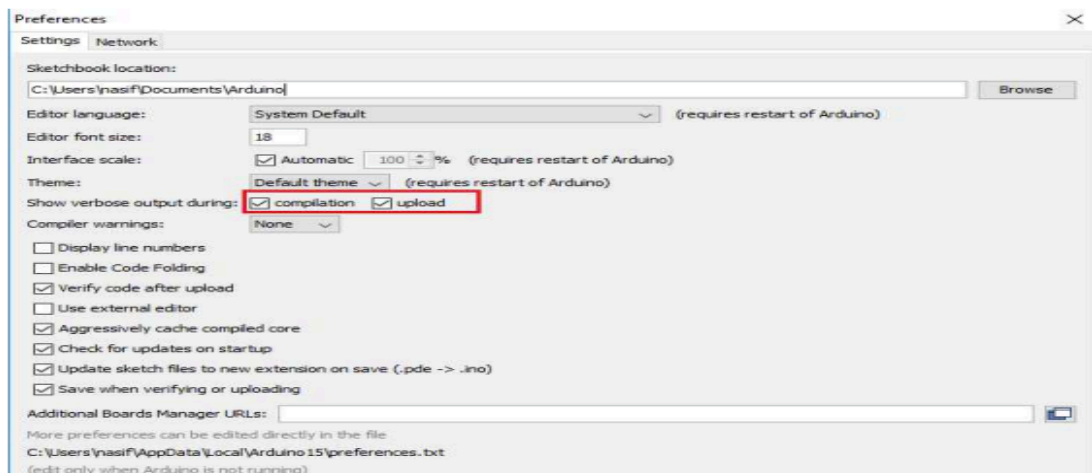 Preferences
Settings Network
Sketchbook location:
C:\Users\nasif\Documents\Arduino Browse
Editor language: System Default (requires restart of Arduino)
Editor font size: 18
Interface scale: Automatic 100 % (requires restart of Arduino)
Theme: Default theme (requires restart of Arduino)
Show verbose output during: compilation upload
Compiler warnings: None
Display line numbers
Enable Code Folding
Verify code after upload
Use external editor
Aggressively cache compiled core
Check for updates on startup
Update sketch files to new extension on save (.pde -> .ino)
Save when verifying or uploading
Additional Boards Manager URLs:
More preferences can be edited directly in the file
C:\Users\nasif\AppData\Local\Arduino15\preferences.txt
(edit only when Arduino is not running)